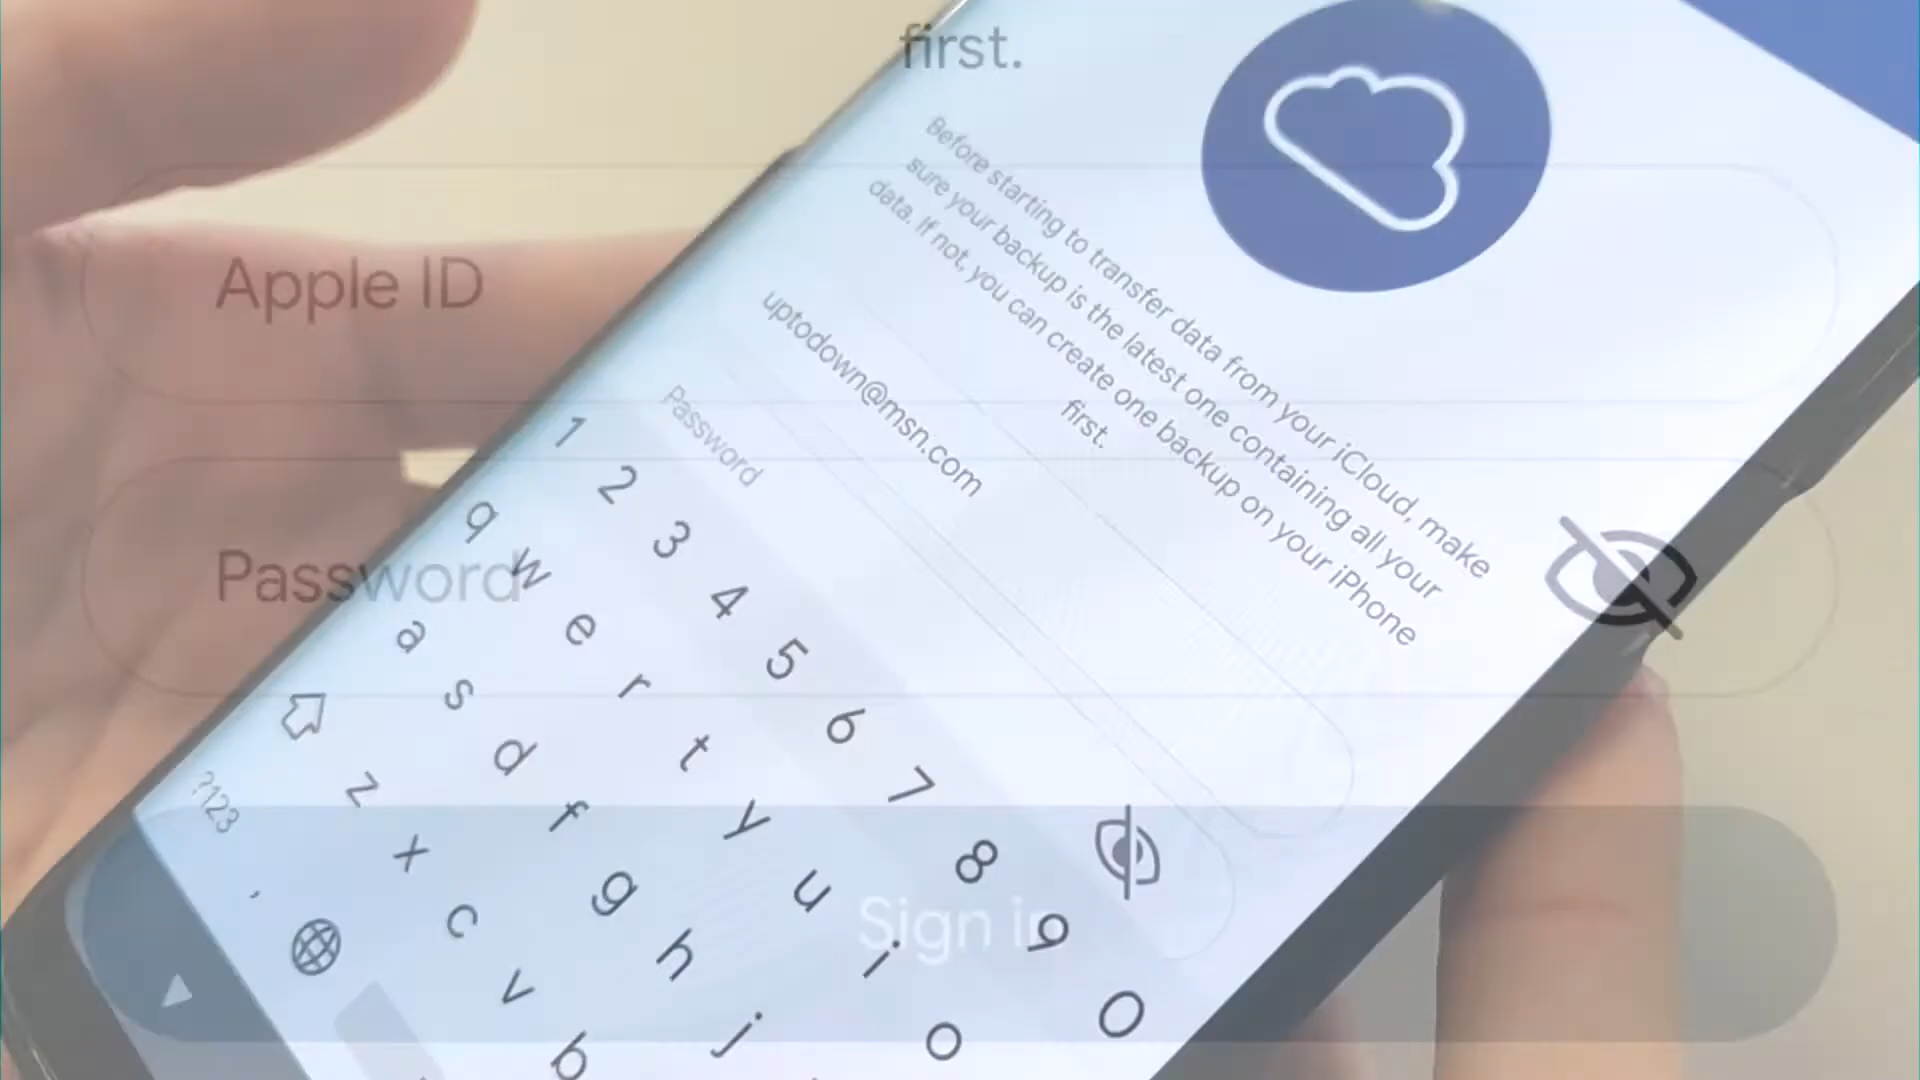 first.
Before starting to transfer data from your iCloud, make
sure your backup is the latest one containing all your
data. If not, you can create one backup on your iPhone
first.
Apple ID
uptodown@msn.com
Password
Password
Sign in
1 2 3 4 5 6 7 8 9 0
q w e r t y u i o
a s d f g h j
z x c v b
?123 ,